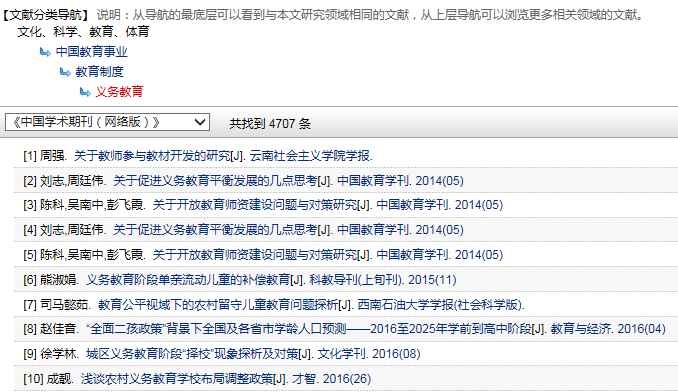 【文献分类导航】 说明：从导航的最底层可以看到与本文研究领域相同的文献，从上层导航可以浏览更多相关领域的文献。
文化、科学、教育、体育
中国教育事业
教育制度
义务教育
《中国学术期刊（网络版）》 共找到 4707 条
[1] 周强. 关于教师参与教材开发的研究[J]. 云南社会主义学院学报.
[2] 刘志,周廷伟. 关于促进义务教育平衡发展的几点思考[J]. 中国教育学刊. 2014(05)
[3] 陈科,吴南中,彭飞霞. 关于开放教育师资建设问题与对策研究[J]. 中国教育学刊. 2014(05)
[4] 刘志,周廷伟. 关于促进义务教育平衡发展的几点思考[J]. 中国教育学刊. 2014(05)
[5] 陈科,吴南中,彭飞霞. 关于开放教育师资建设问题与对策研究[J]. 中国教育学刊. 2014(05)
[6] 熊淑娟. 义务教育阶段单亲流动儿童的补偿教育[J]. 科教导刊(上旬刊). 2015(11)
[7] 司马懿茹. 教育公平视域下的农村留守儿童教育问题探析[J]. 西南石油大学学报(社会科学版).
[8] 赵佳音. “全面二孩政策”背景下全国及各省市学龄人口预测——2016至2025年学前到高中阶段[J]. 教育与经济. 2016(04)
[9] 徐学林. 城区义务教育阶段“择校”现象探析及对策[J]. 文化学刊. 2016(08)
[10] 成靓. 浅谈农村义务教育学校布局调整政策[J]. 才智. 2016(26)